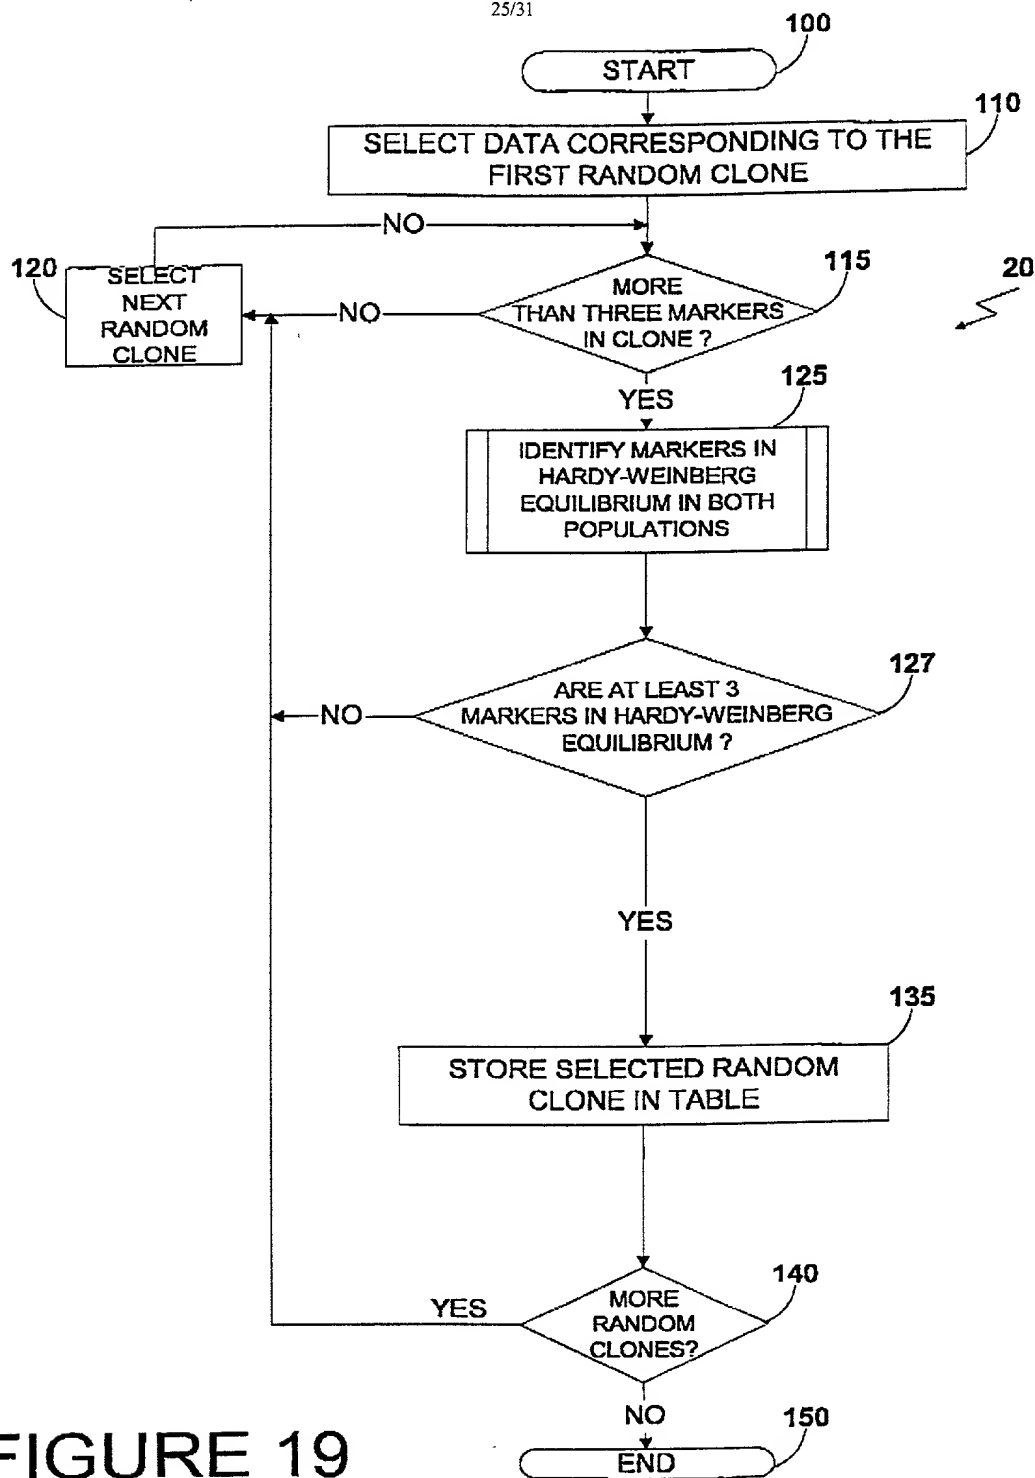 25/31
100
START
110
SELECT DATA CORRESPONDING TO THE
FIRST RANDOM CLONE
NO
120
SELECT
NEXT
RANDOM
CLONE
NO
MORE
THAN THREE MARKERS
IN CLONE ?
115
20
YES
125
IDENTIFY MARKERS IN
HARDY-WEINBERG
EQUILIBRIUM IN BOTH
POPULATIONS
NO
ARE AT LEAST 3
MARKERS IN HARDY-WEINBERG
EQUILIBRIUM ?
127
YES
135
STORE SELECTED RANDOM
CLONE IN TABLE
YES
MORE
RANDOM
CLONES?
140
NO
150
END
FIGURE 19